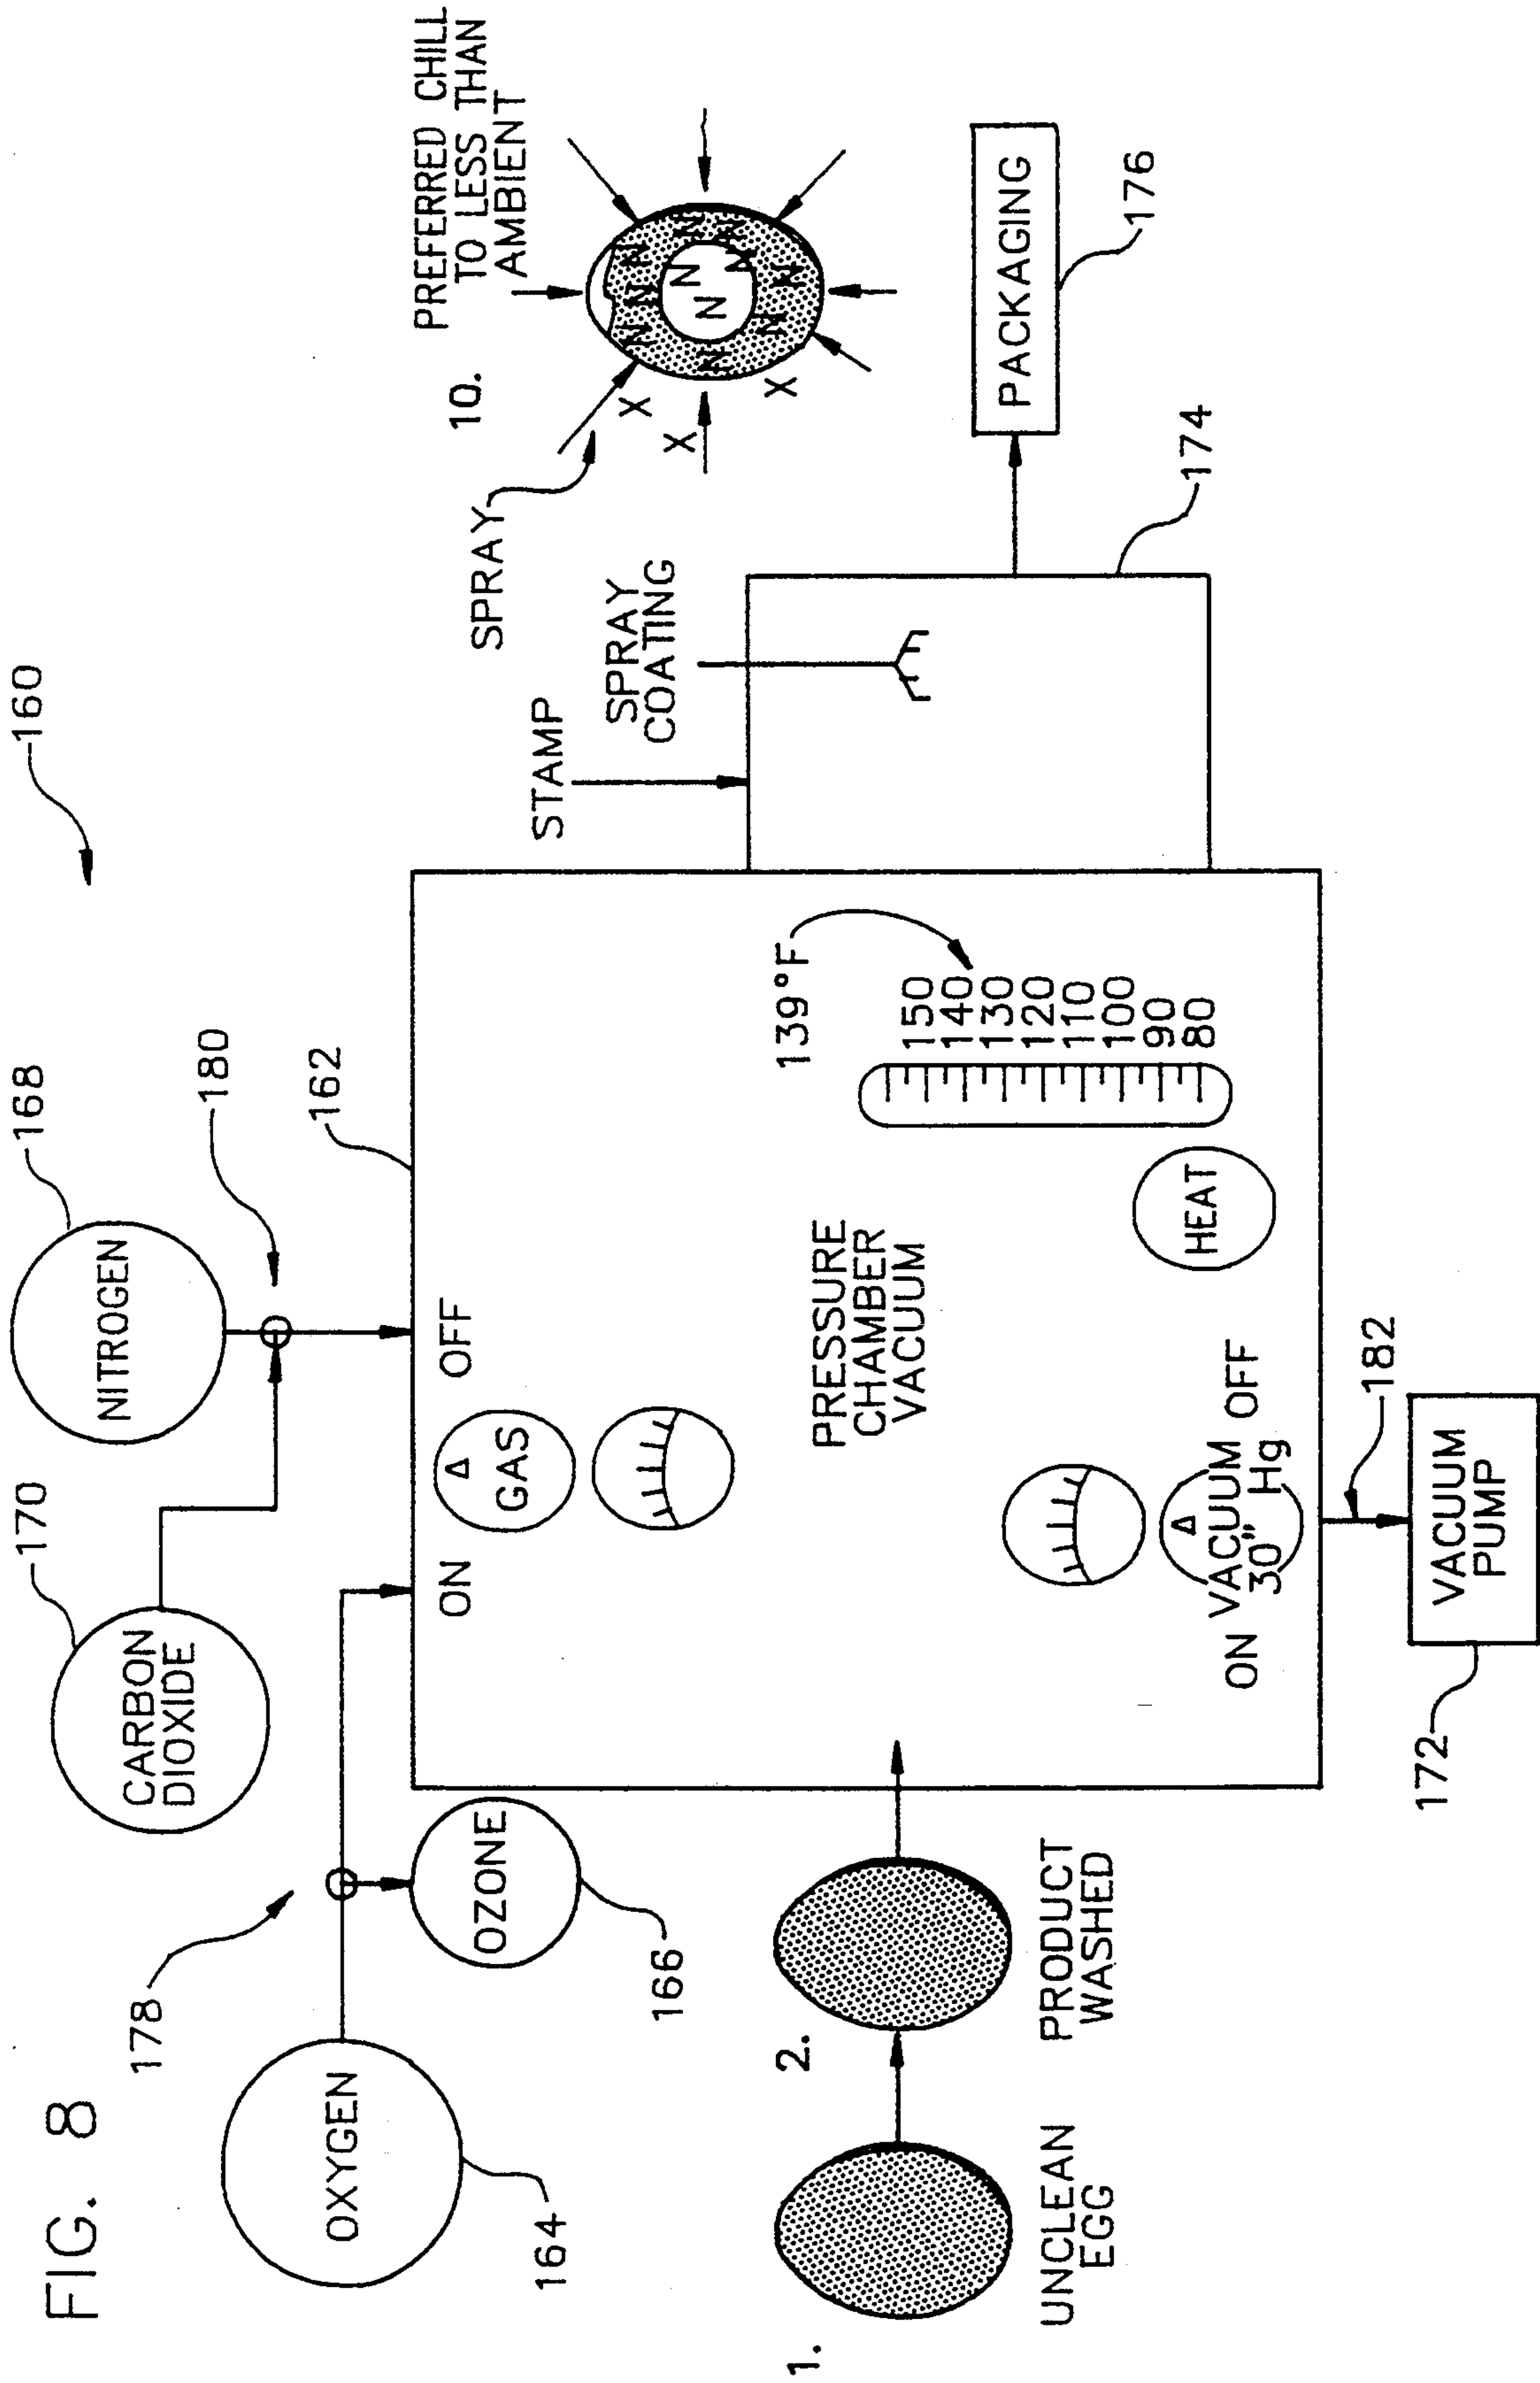 FIG. 8
160
178
OXYGEN
164
OZONE
166
CARBON
DIOXIDE
170
NITROGEN
168
180
162
ON
OFF
Δ
GAS
PRESSURE
CHAMBER
VACUUM
139°F
150
140
130
120
110
100
90
80
HEAT
Δ
ON VACUUM OFF
30" Hg
182
VACUUM
PUMP
172
1.
UNCLEAN
EGG
2.
PRODUCT
WASHED
STAMP
SPRAY
COATING
174
PACKAGING
176
SPRAY
10. PREFERRED CHILL
TO LESS THAN
AMBIENT
X
X
X
N
N
N
N
N
N
N
N
N
N
N
N